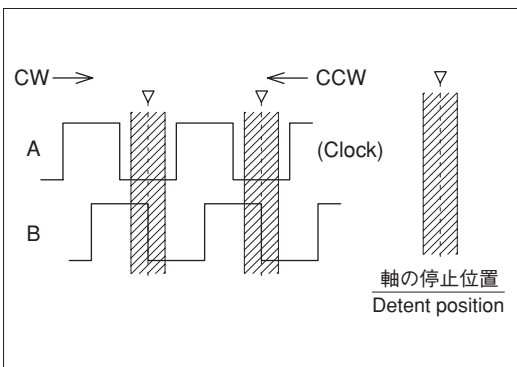 CW CCW
A (Clock)
B
軸の停止位置
Detent position